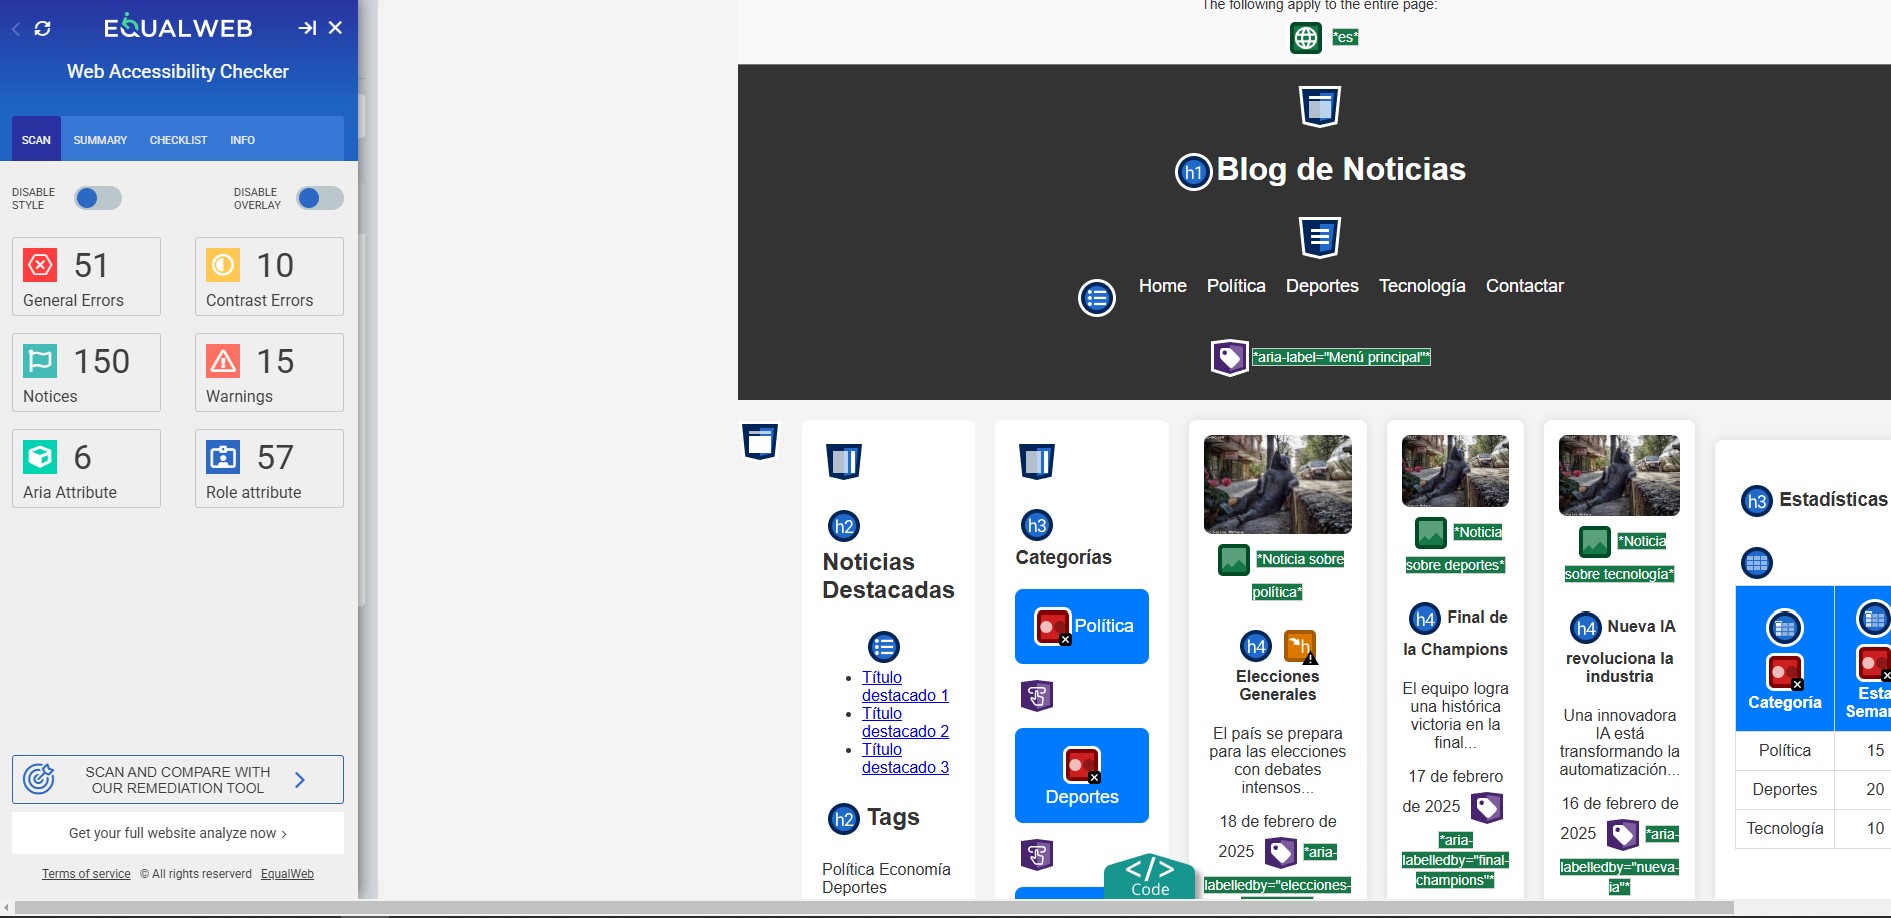 EQUALWEB
Web Accessibility Checker
SCAN
SUMMARY
CHECKLIST
INFO
DISABLE
STYLE
DISABLE
OVERLAY
51
General Errors
10
Contrast Errors
150
Notices
15
Warnings
6
Aria Attribute
57
Role attribute
SCAN AND COMPARE WITH
OUR REMEDIATION TOOL
Get your full website analyze now >
Terms of service
© All rights reserverd
EqualWeb
The following apply to the entire page:
*es*
h1 Blog de Noticias
Home
Política
Deportes
Tecnología
Contactar
*aria-label="Menú principal"*
h2
Noticias
Destacadas
• Título
destacado 1
• Título
destacado 2
• Título
destacado 3
h2 Tags
Política Economía
Deportes
h3
Categorías
Política
Deportes
</>
Code
*Noticia sobre
política*
h4 h
Elecciones
Generales
El país se prepara
para las elecciones
con debates
intensos...
18 de febrero de
2025 *aria-
labelledby="elecciones-
*Noticia
sobre deportes*
h4 Final de
la Champions
El equipo logra
una histórica
victoria en la
final...
17 de febrero
de 2025
*aria-
labelledby="final-
champions"*
*Noticia
sobre tecnología*
h4 Nueva IA
revoluciona la
industria
Una innovadora
IA está
transformando la
automatización...
16 de febrero de
2025 *aria-
labelledby="nueva-
ia"*
h3 Estadísticas
Categoría
Esta
Seman
Política 15
Deportes 20
Tecnología 10